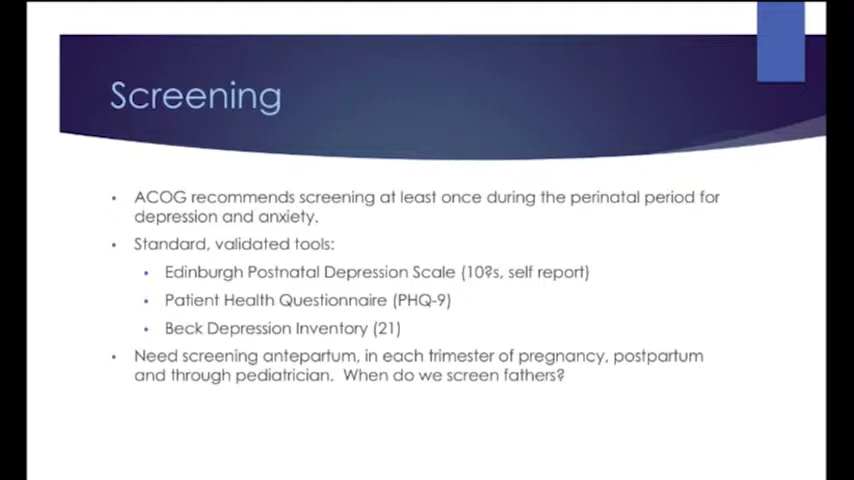 Screening
• ACOG recommends screening at least once during the perinatal period for
depression and anxiety.
• Standard, validated tools:
• Edinburgh Postnatal Depression Scale (10?s, self report)
• Patient Health Questionnaire (PHQ-9)
• Beck Depression Inventory (21)
• Need screening antepartum, in each trimester of pregnancy, postpartum
and through pediatrician.  When do we screen fathers?